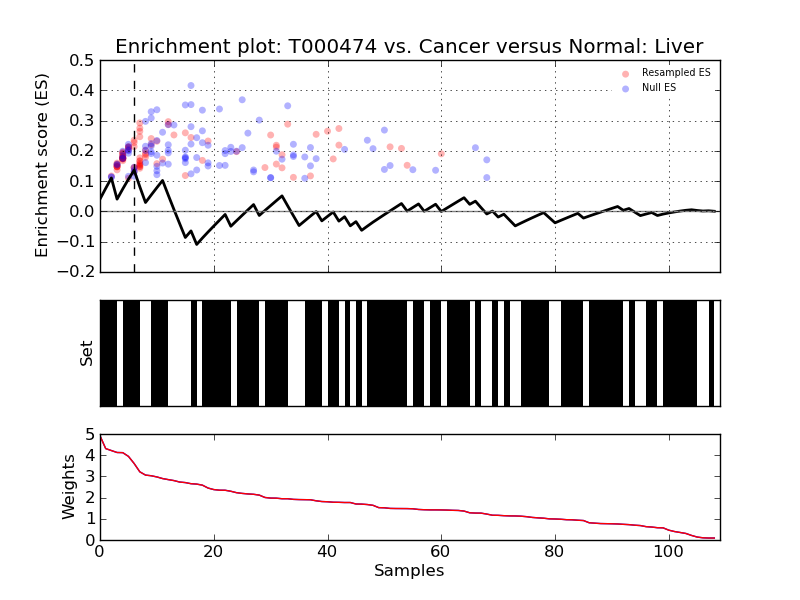 Enrichment plot: T000474 vs. Cancer versus Normal: Liver
Enrichment score (ES)
0.5
0.4
0.3
0.2
0.1
0.0
−0.1
−0.2
Resampled ES
Null ES
Set
Weights
5
4
3
2
1
0
0 20 40 60 80 100
Samples